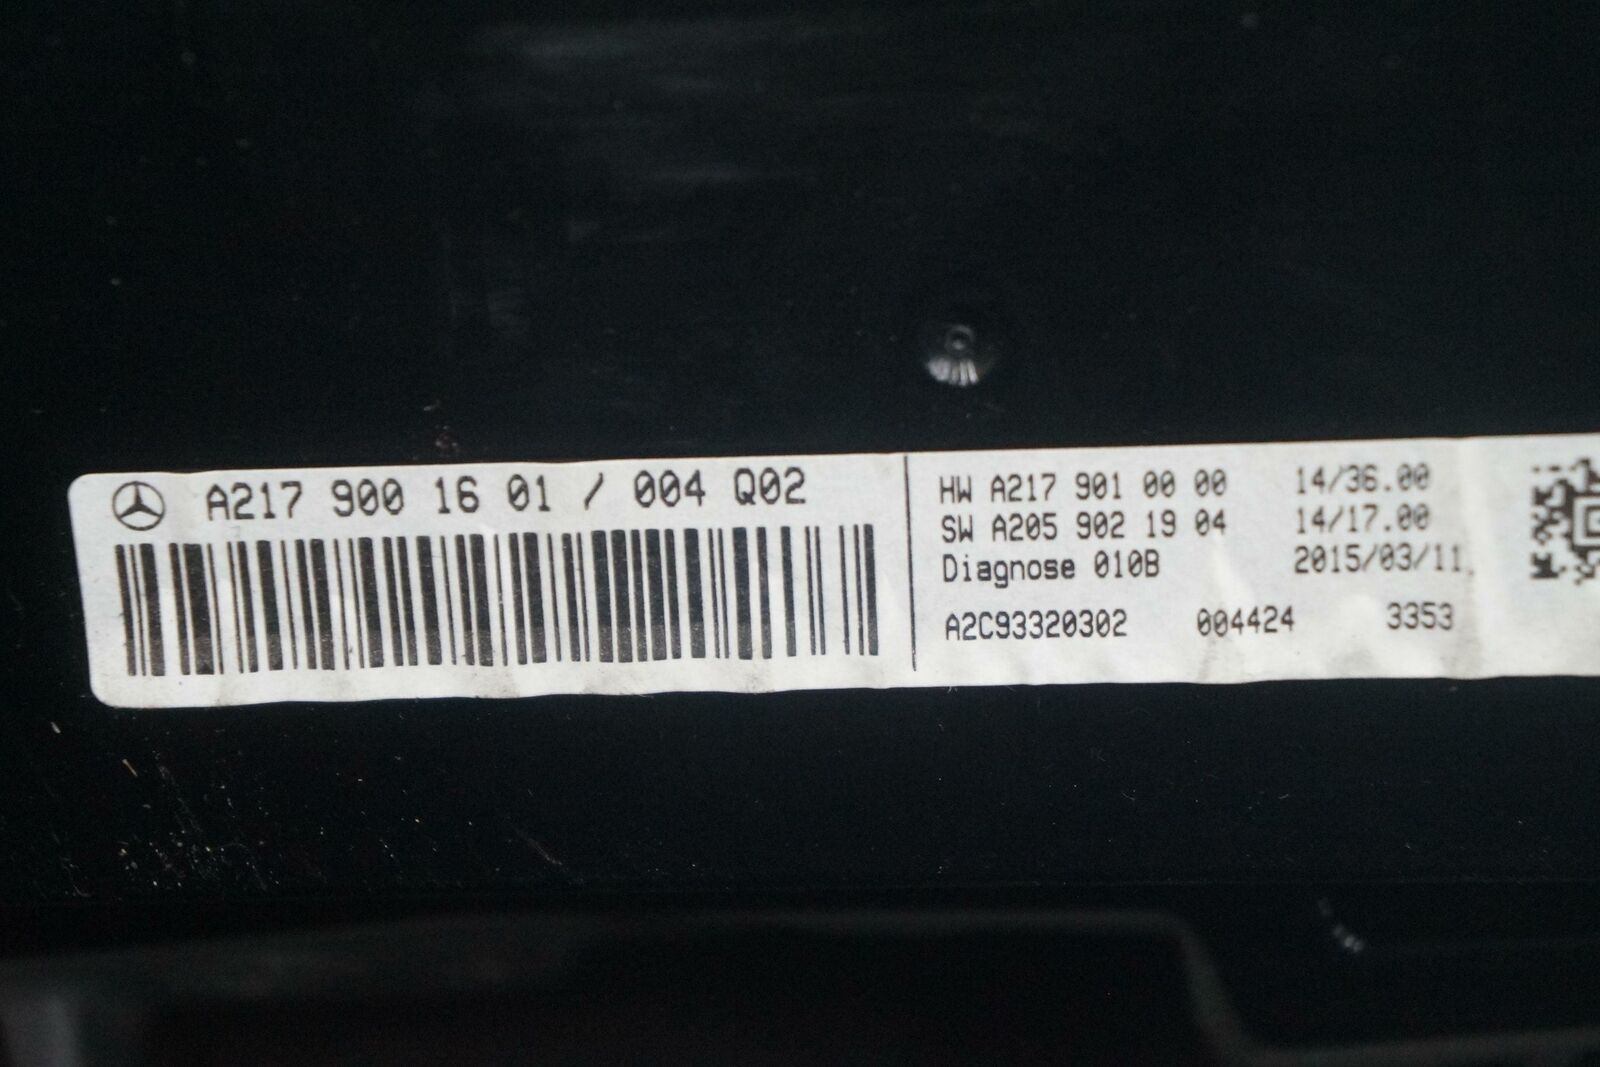 A217 900 16 01 / 004 Q02
HW A217 901 00 00 14/36.00
SW A205 902 19 04 14/17.00
Diagnose 010B 2015/03/11
A2C93320302 004424 3353